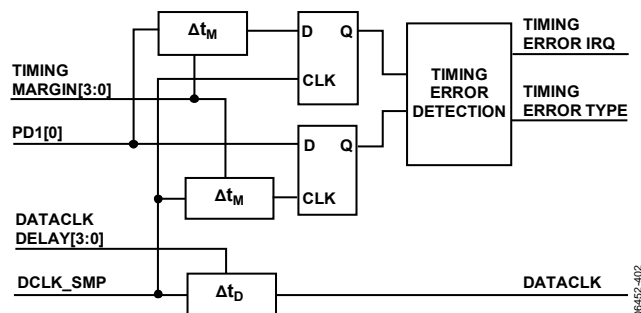 Δt_M
D Q
CLK
TIMING
MARGIN[3:0]
PD1[0]
TIMING
ERROR
DETECTION
TIMING
ERROR IRQ
TIMING
ERROR TYPE
D Q
CLK
Δt_M
DATACLK
DELAY[3:0]
DCLK_SMP
Δt_D
DATACLK
06452-402